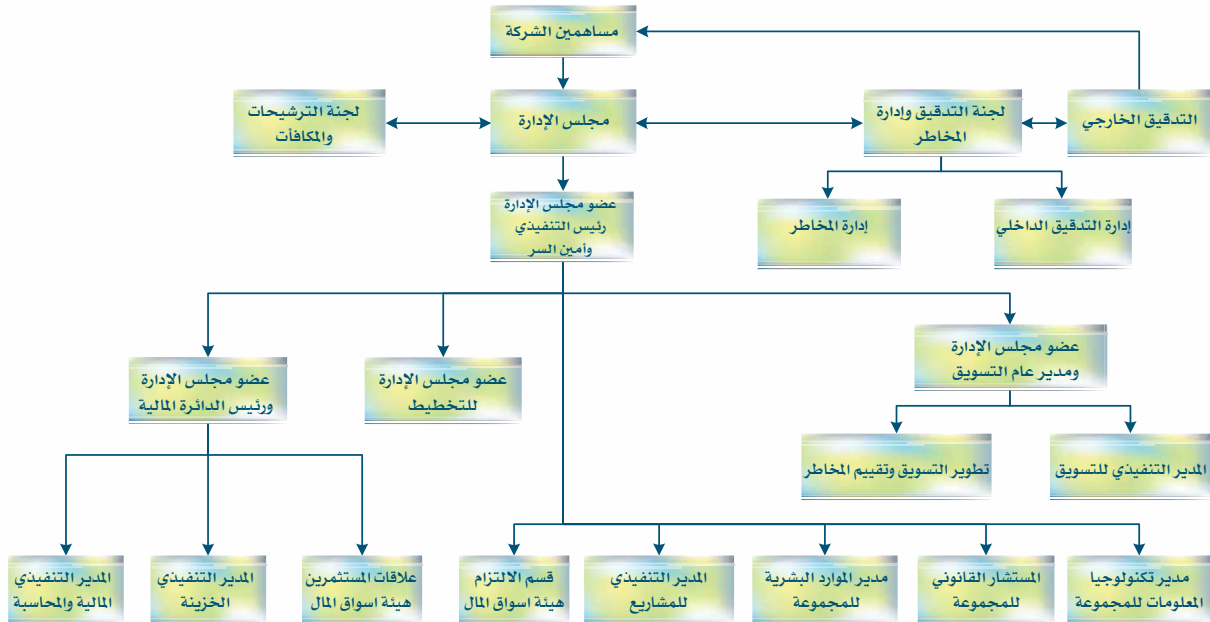 مساهمين الشركة
التدقيق الخارجي
لجنة التدقيق وإدارة
المخاطر
مجلس الإدارة
لجنة الترشيحات
والمكافأت
إدارة التدقيق الداخلي
إدارة المخاطر
عضو مجلس الإدارة
رئيس التنفيذي
وأمين السر
عضو مجلس الإدارة
ومدير عام التسويق
عضو مجلس الإدارة
للتخطيط
عضو مجلس الإدارة
ورئيس الدائرة المالية
المدير التنفيذي للتسويق
تطوير التسويق وتقييم المخاطر
مدير تكنولوجيا
المعلومات للمجموعة
المستشار القانوني
للمجموعة
مدير الموارد البشرية
للمجموعة
المدير التنفيذي
للمشاريع
قسم الالتزام
هيئة اسواق المال
علاقات المستثمرين
هيئة اسواق المال
المدير التنفيذي
الخزينة
المدير التنفيذي
المالية والمحاسبة